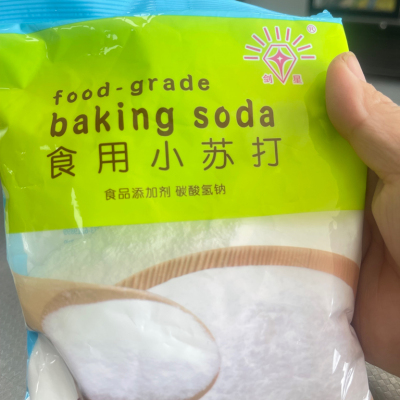 food-grade
®
baking soda
食用小苏打
食品添加剂 碳酸氢钠